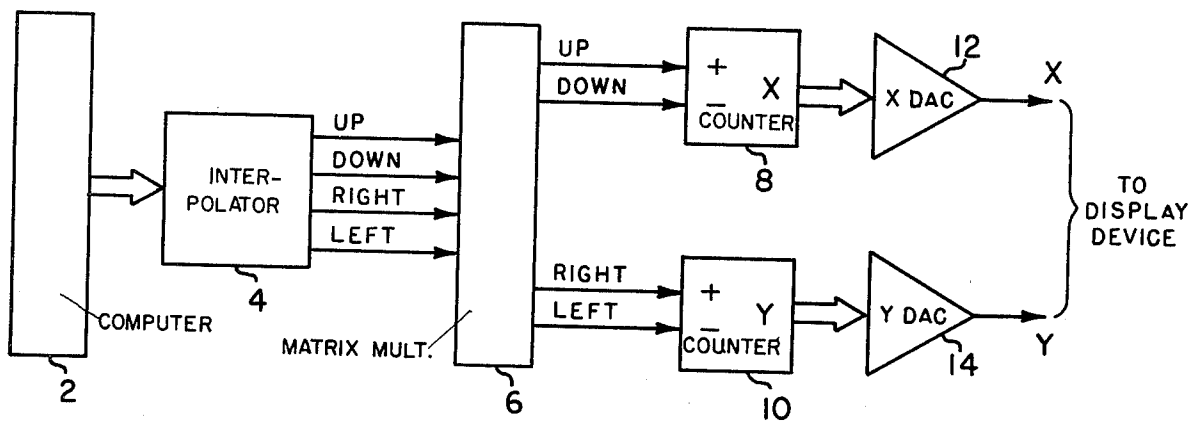 COMPUTER
2
INTER-
POLATOR
4
UP
DOWN
RIGHT
LEFT
MATRIX MULT.
6
UP
DOWN
+
X
-
COUNTER
8
X DAC
12
X
RIGHT
LEFT
+
Y
-
COUNTER
10
Y DAC
14
Y
TO
DISPLAY
DEVICE